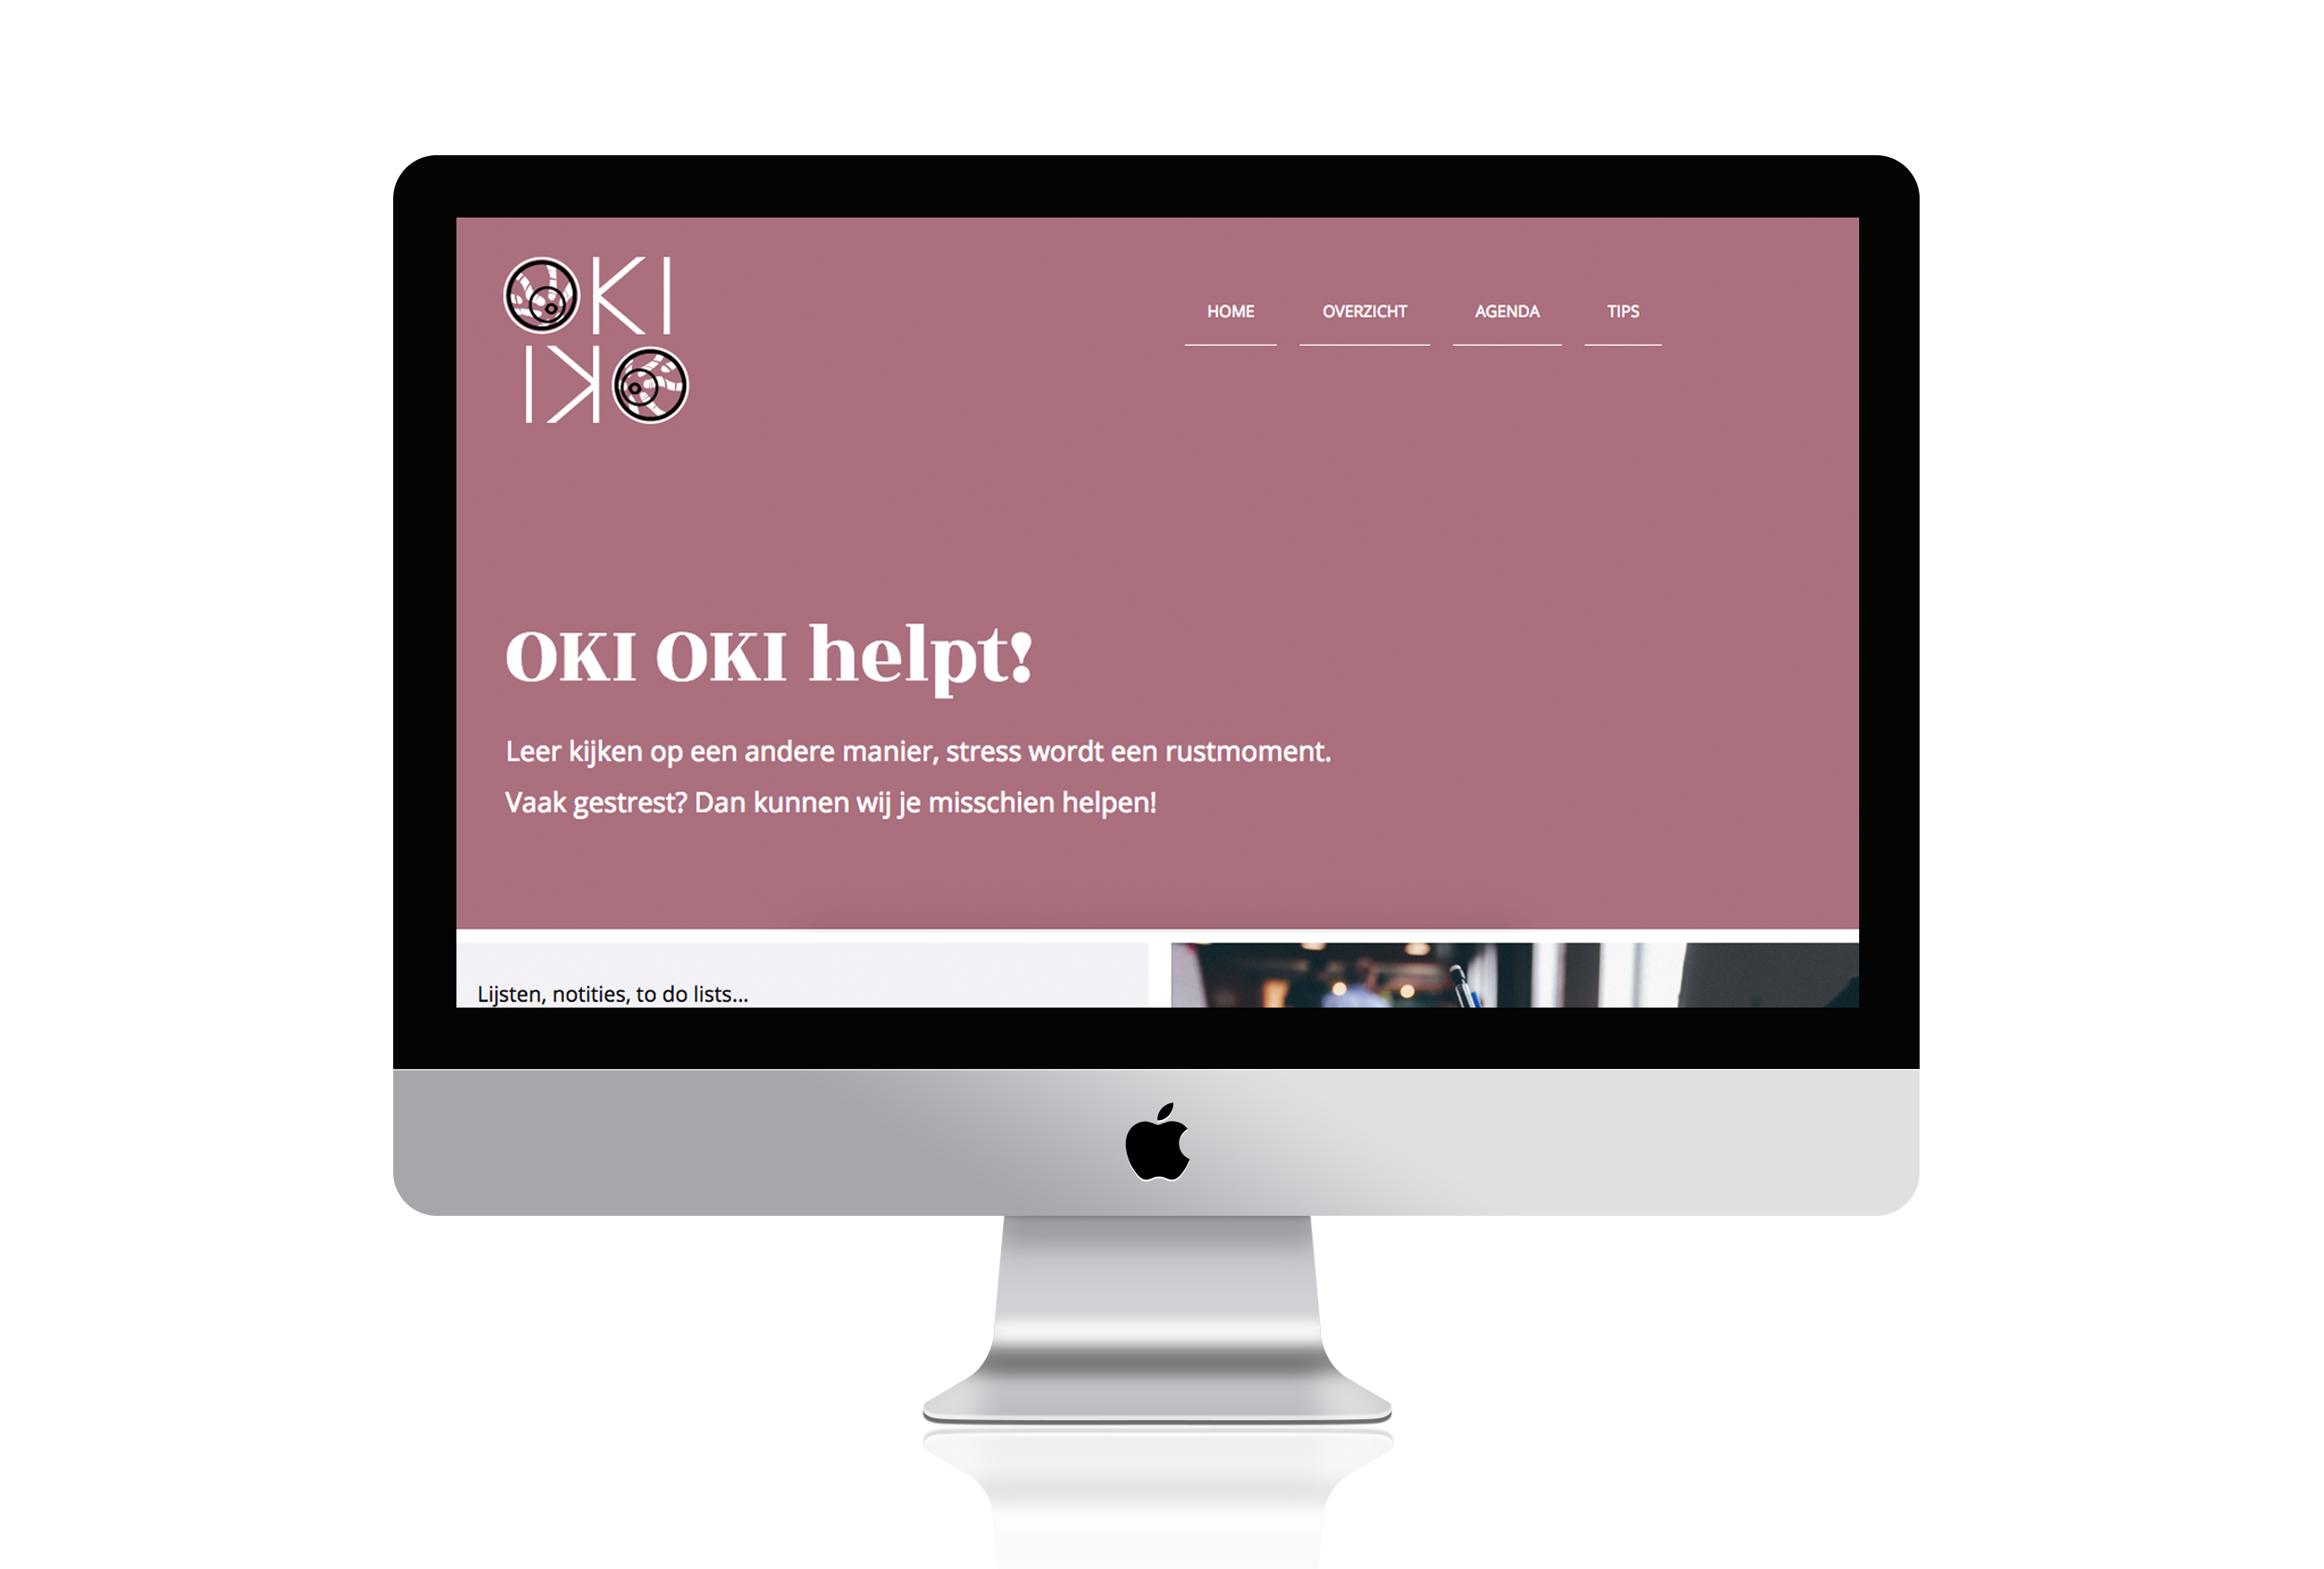 OKI
OKI
HOME OVERZICHT AGENDA TIPS
OKI OKI helpt!
Leer kijken op een andere manier, stress wordt een rustmoment.
Vaak gestrest? Dan kunnen wij je misschien helpen!
Lijsten, notities, to do lists...